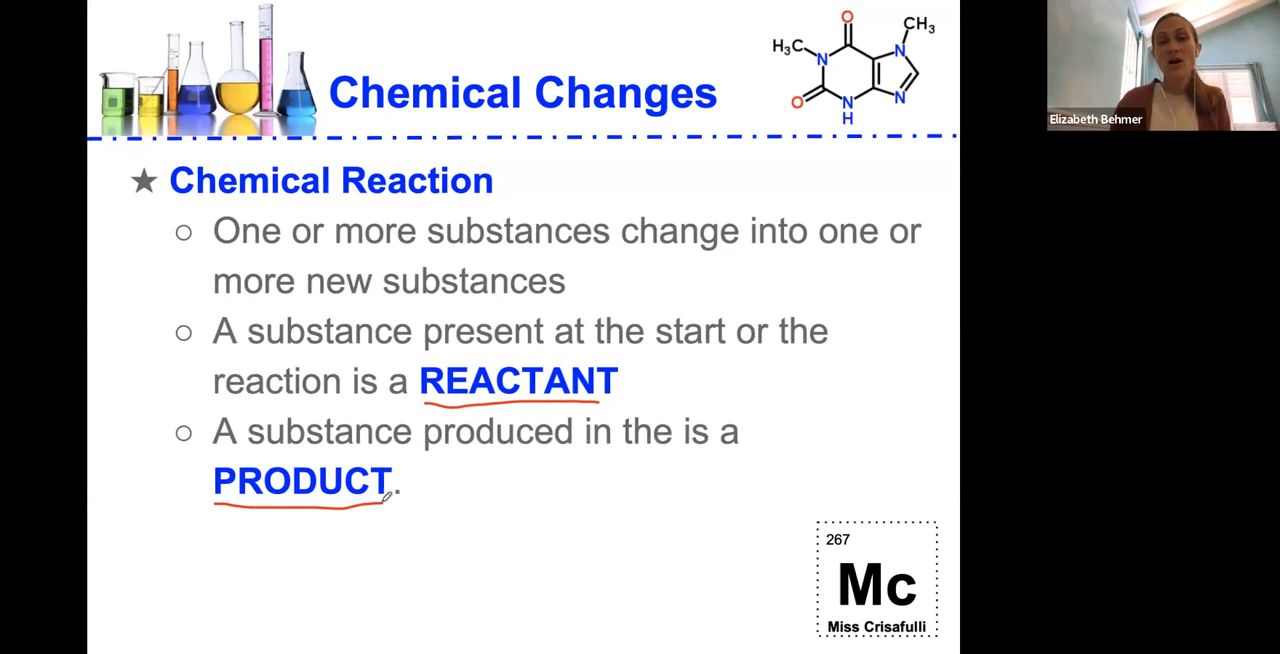 Chemical Changes
O
CH3
H3C
N
N
O
N
H
N
Elizabeth Behmer
★ Chemical Reaction
○ One or more substances change into one or
more new substances
○ A substance present at the start or the
reaction is a REACTANT
○ A substance produced in the is a
PRODUCT.
267
Mc
Miss Crisafulli